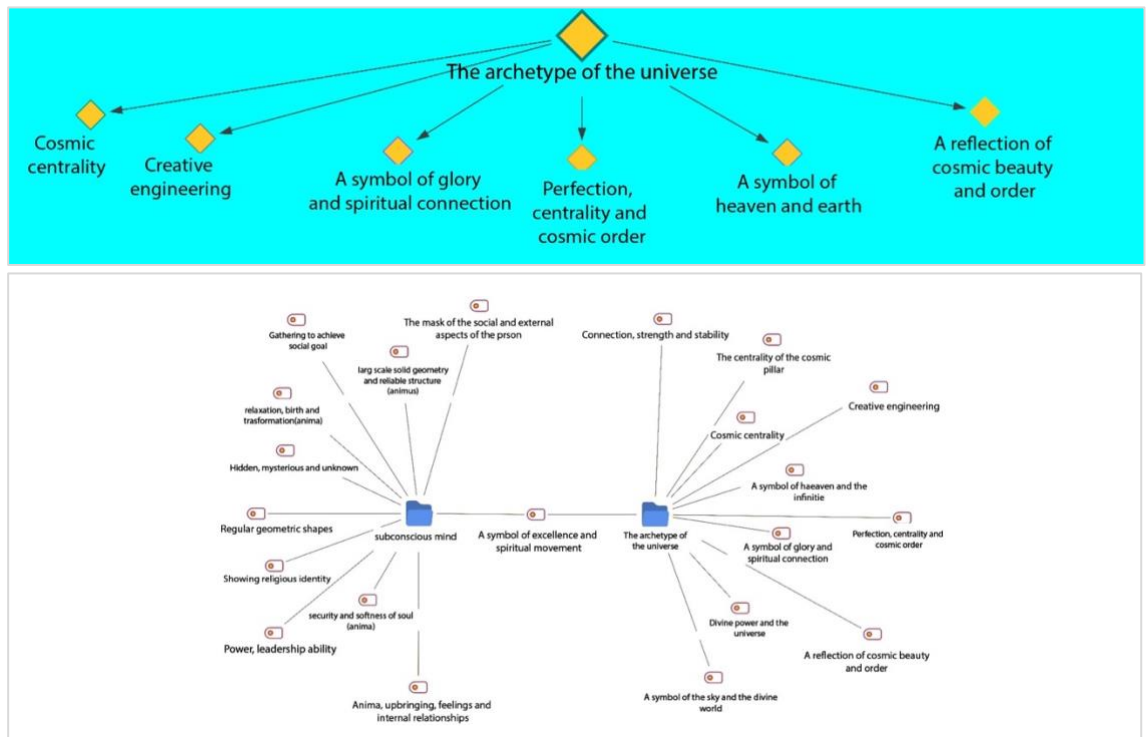 The archetype of the universe
Cosmic
centrality
Creative
engineering
A symbol of glory
and spiritual connection
Perfection,
centrality and
cosmic order
A symbol of
heaven and earth
A reflection of
cosmic beauty
and order
Gathering to achieve
social goal
The mask of the social and external
aspects of the prson
larg scale solid geometry
and reliable structure
(animus)
relaxation, birth and
trasformation(anima)
Hidden, mysterious and unknown
Regular geometric shapes
subconscious mind
Showing religious identity
security and softness of soul
(anima)
Power, leadership ability
Anima, upbringing, feelings and
internal relationships
A symbol of excellence and
spiritual movement
Connection, strength and stability
The centrality of the cosmic
pillar
Creative engineering
Cosmic centrality
A symbol of haeaven and the
infinitie
Perfection, centrality and
cosmic order
The archetype of
the universe
A symbol of glory and
spiritual connection
Divine power and the
universe
A reflection of cosmic beauty
and order
A symbol of the sky and the divine
world